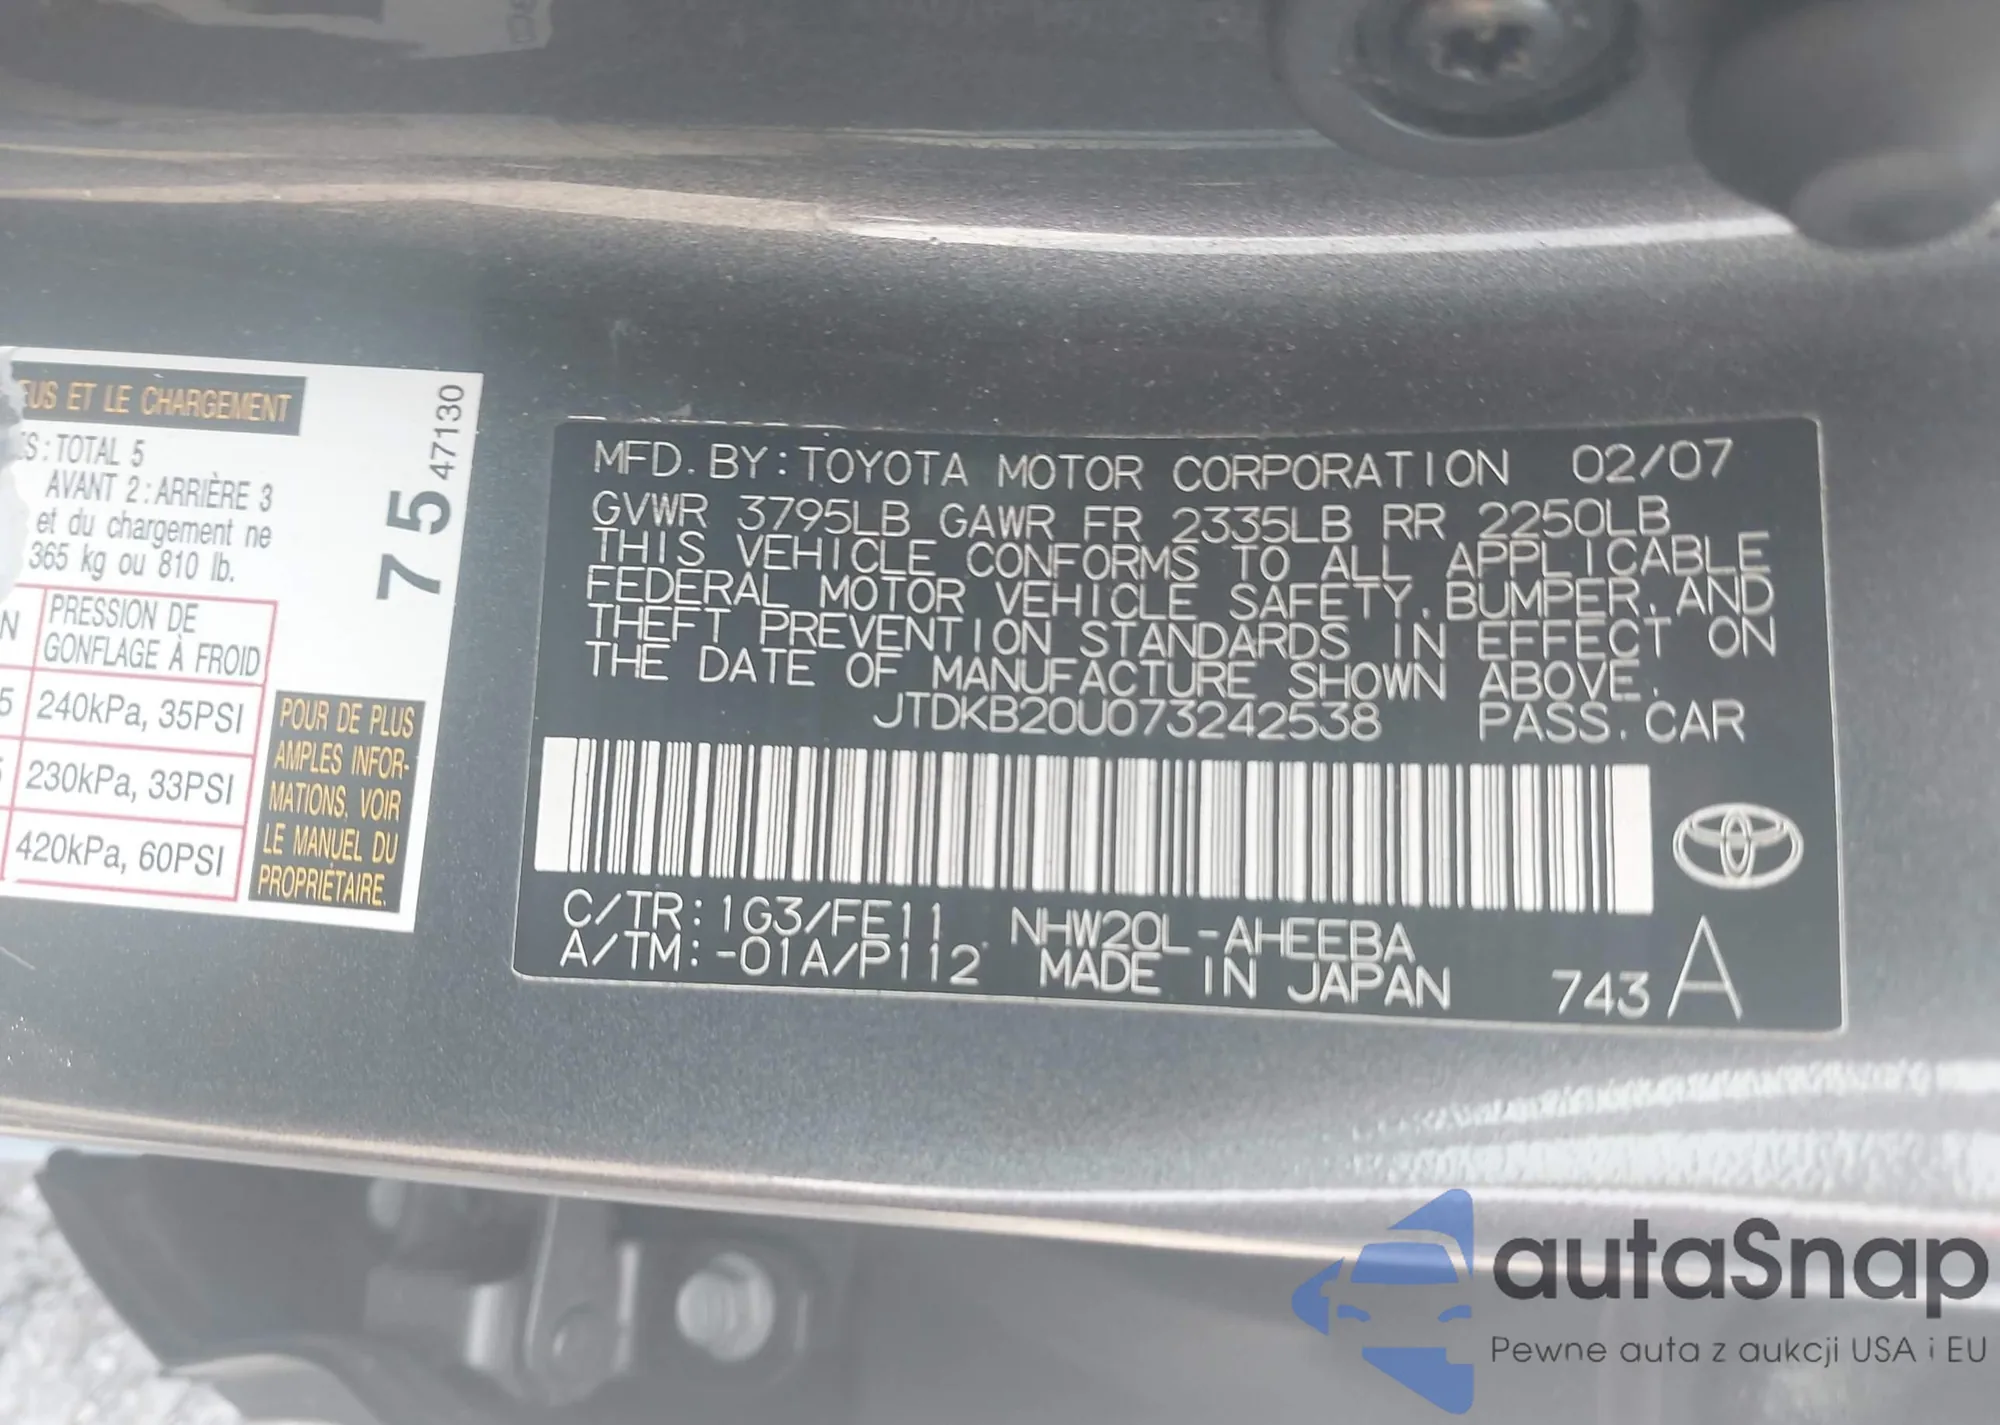 ET LE CHARGEMENT
TOTAL 5
AVANT 2 : ARRIÈRE 3
et du chargement ne
365 kg ou 810 lb.
PRESSION DE
GONFLAGE À FROID
240kPa, 35PSI
230kPa, 33PSI
420kPa, 60PSI
POUR DE PLUS
AMPLES INFOR-
MATIONS, VOIR
LE MANUEL DU
PROPRIÉTAIRE.
75 47130
MFD. BY: TOYOTA MOTOR CORPORATION 02/07
GVWR 3795LB GAWR FR 2335LB RR 2250LB
THIS VEHICLE CONFORMS TO ALL APPLICABLE
FEDERAL MOTOR VEHICLE SAFETY, BUMPER, AND
THEFT PREVENTION STANDARDS IN EFFECT ON
THE DATE OF MANUFACTURE SHOWN ABOVE.
JTDKB20U073242538 PASS. CAR
C/TR: 1G3/FE11 NHW20L-AHEEBA
A/TM: -01A/P112 MADE IN JAPAN 743 A
autaSnap
Pewne auta z aukcji USA i EU